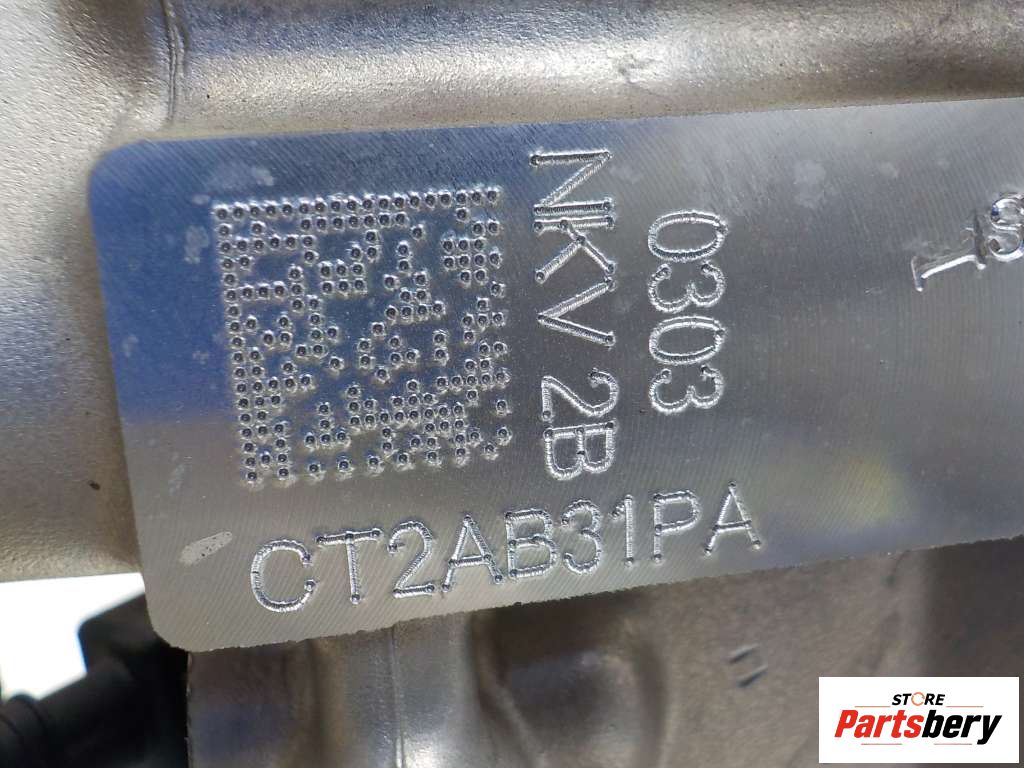 NKV 2B
0303
CT2AB31PA
STORE
Partsbery